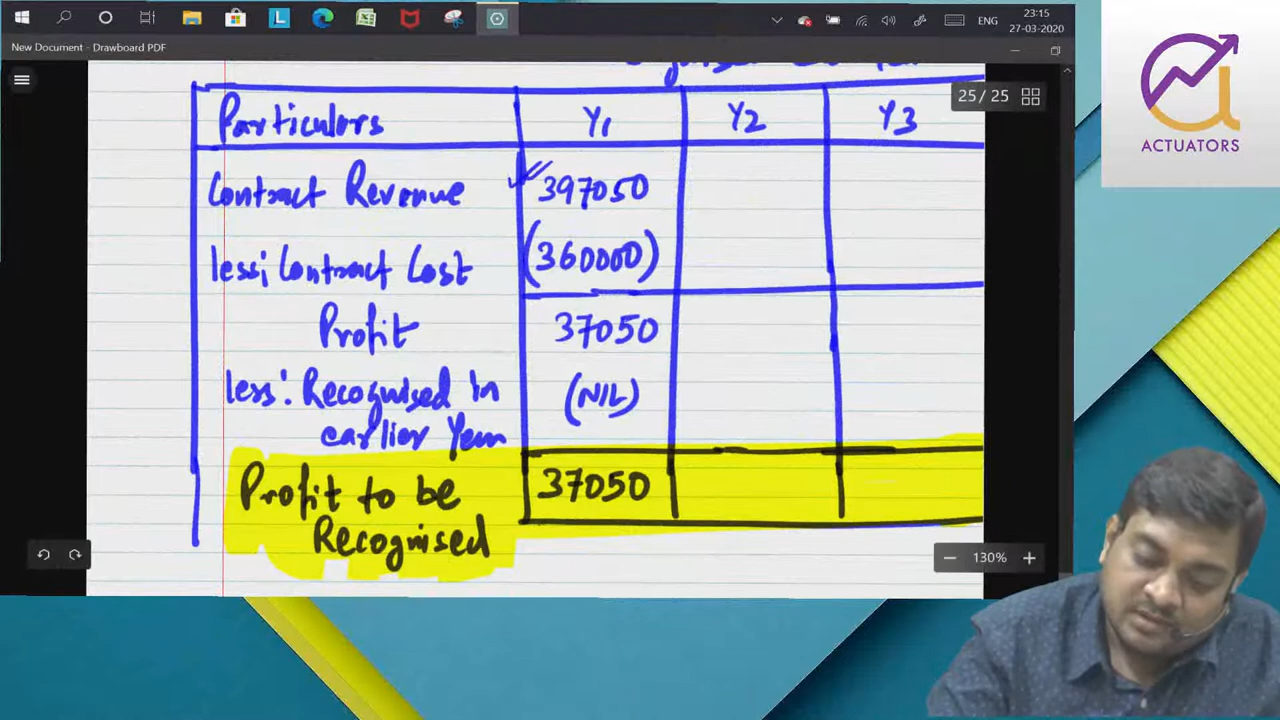 23:15
ENG
27-03-2020
New Document - Drawboard PDF
25 / 25
ACTUATORS
Particulars Y1 Y2 Y3
Contract Revenue 397050
less; Contract Cost (360000)
Profit 37050
less: Recognised in (NIL)
earlier Year
Profit to be 37050
Recognised
130%